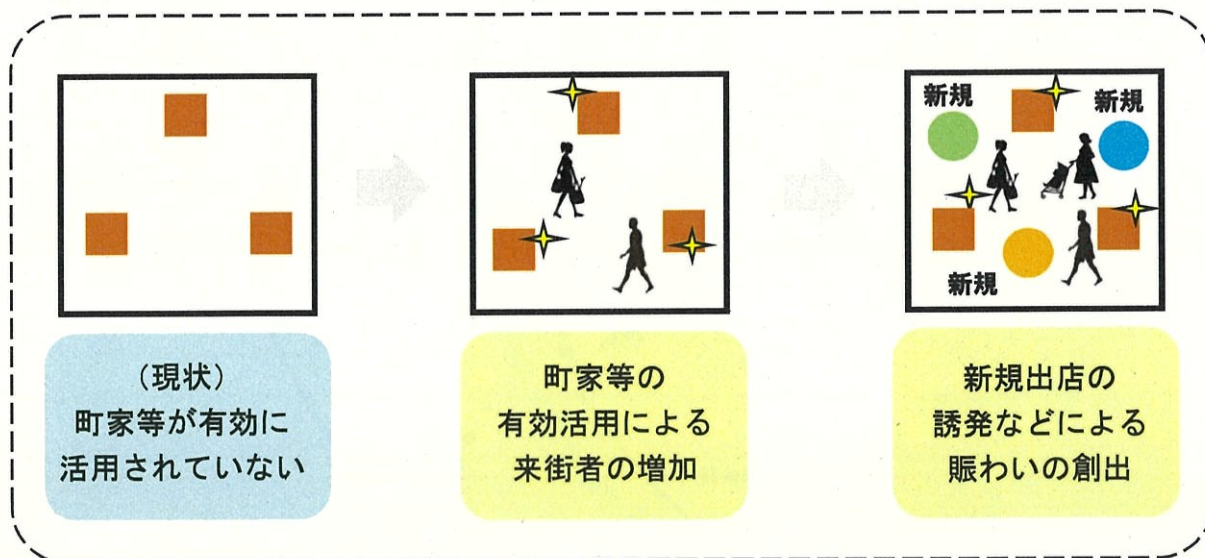 新規
新規
新規
（現状）
町家等が有効に
活用されていない
町家等の
有効活用による
来街者の増加
新規出店の
誘発などによる
賑わいの創出